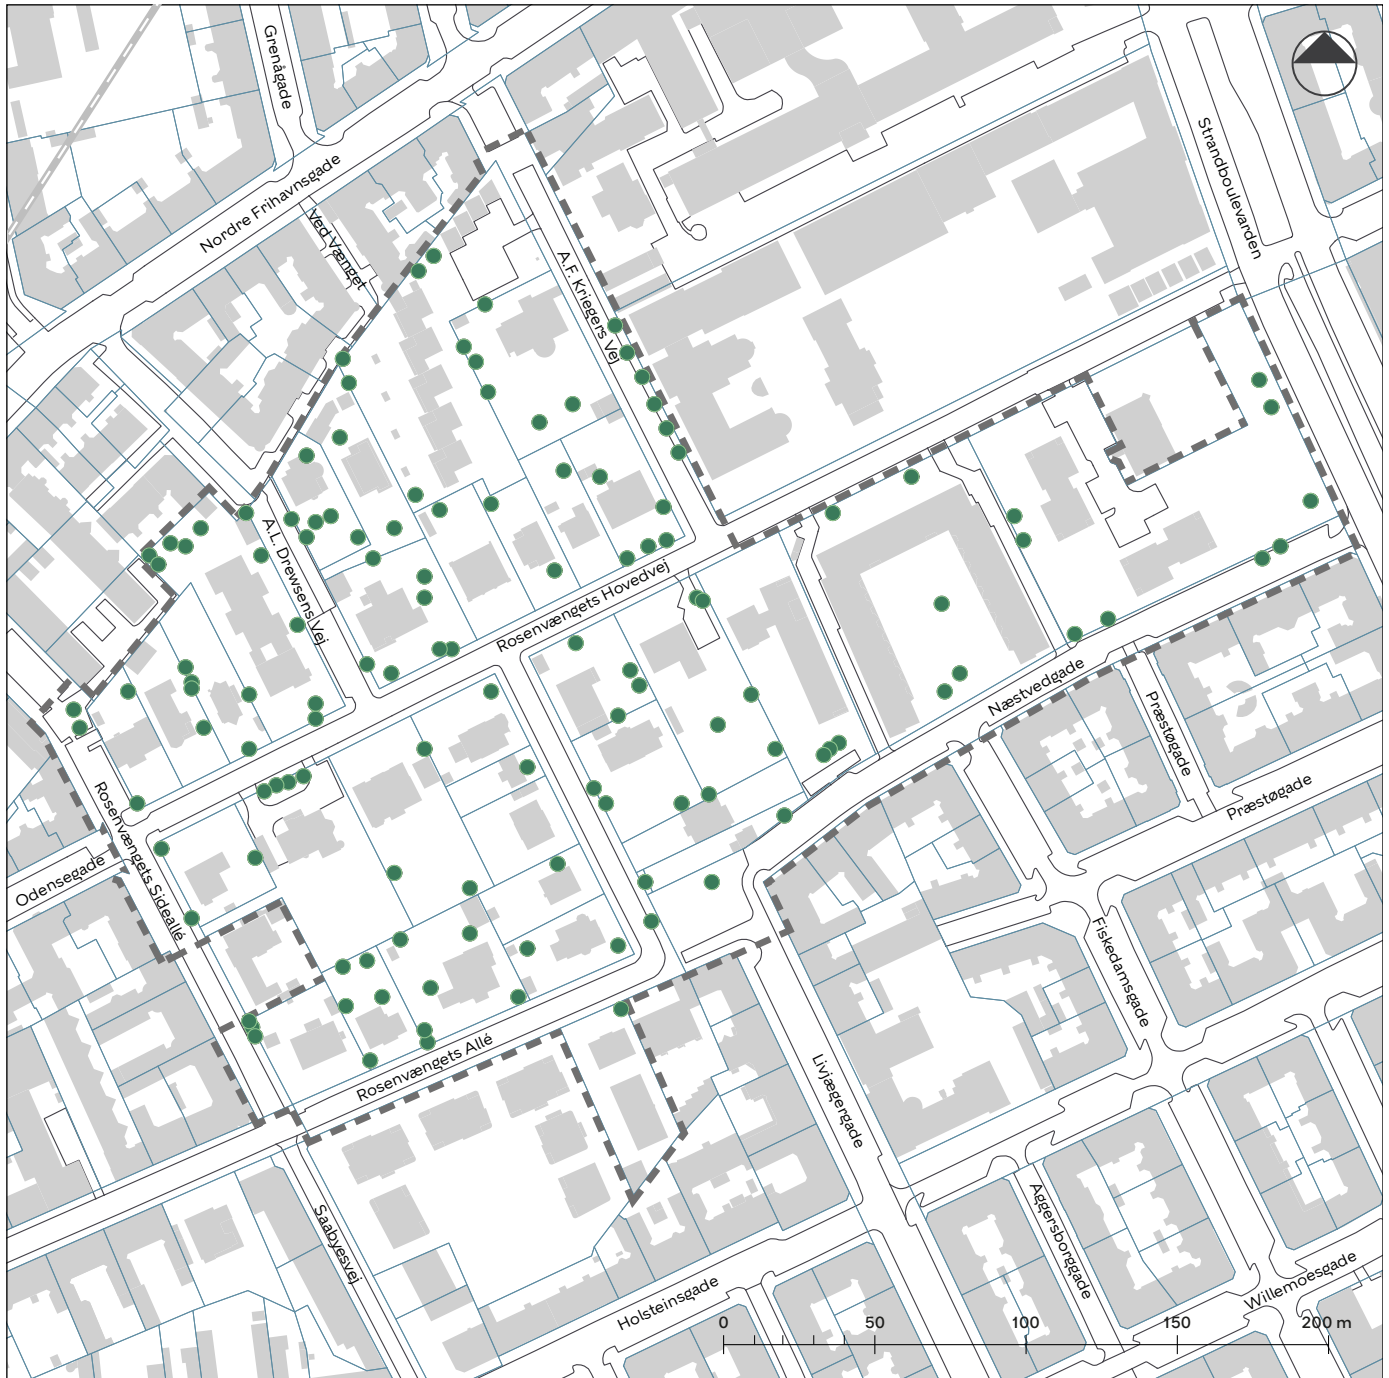 Grenågade
Strandboulevarden
Nordre Frihavnsgade
Ved Vænget
A.F. Kriegers Vej
A.L. Drewsens Vej
Rosenvængets Hovedvej
Næstvedgade
Præstøgade
Præstøgade
Rosenvængets Sideallé
Odensegade
Fiskedamsgade
Rosenvængets Allé
Livjægergade
Saabyesvej
Aggersborggade
Holsteinsgade
Willemoesgade
0 50 100 150 200 m